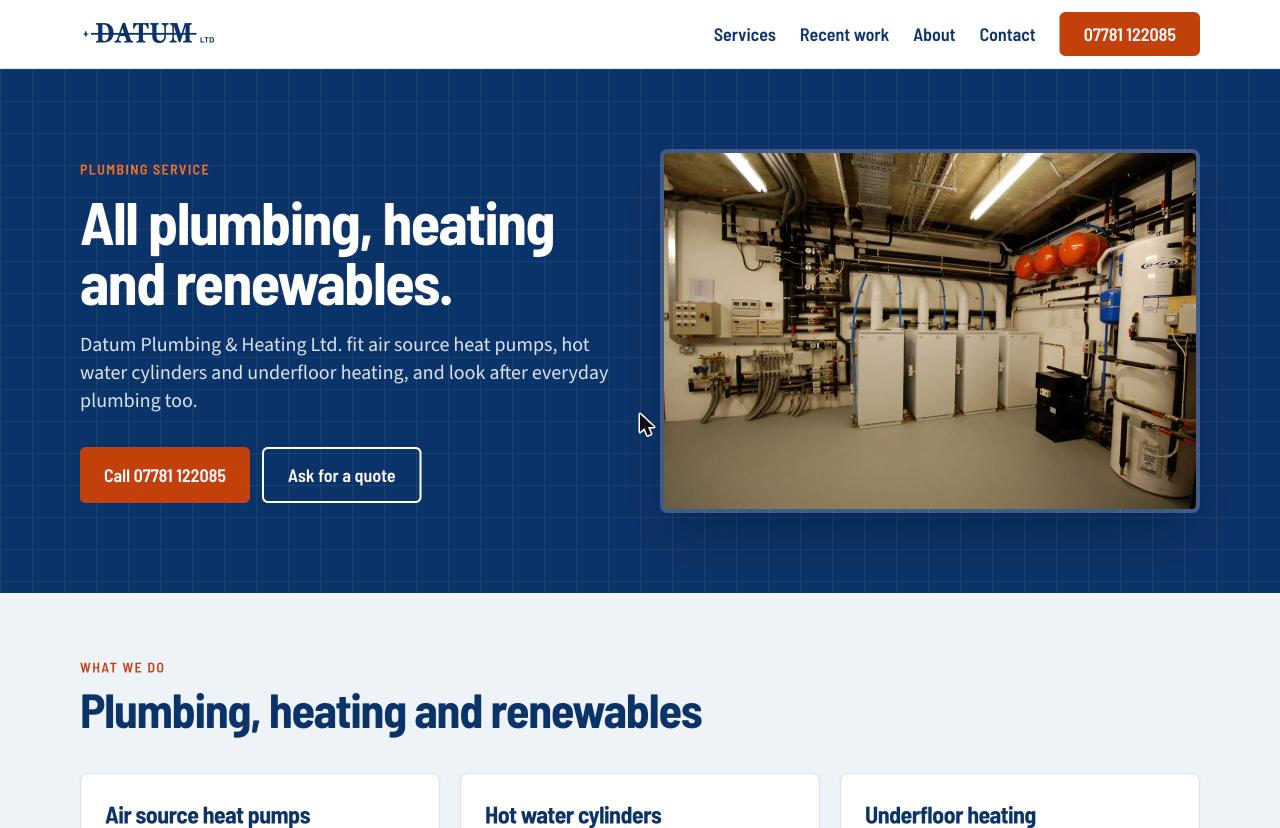 DATUM LTD
Services
Recent work
About
Contact
07781 122085
PLUMBING SERVICE
All plumbing, heating
and renewables.
Datum Plumbing & Heating Ltd. fit air source heat pumps, hot
water cylinders and underfloor heating, and look after everyday
plumbing too.
Call 07781 122085
Ask for a quote
WHAT WE DO
Plumbing, heating and renewables
Air source heat pumps
Hot water cylinders
Underfloor heating